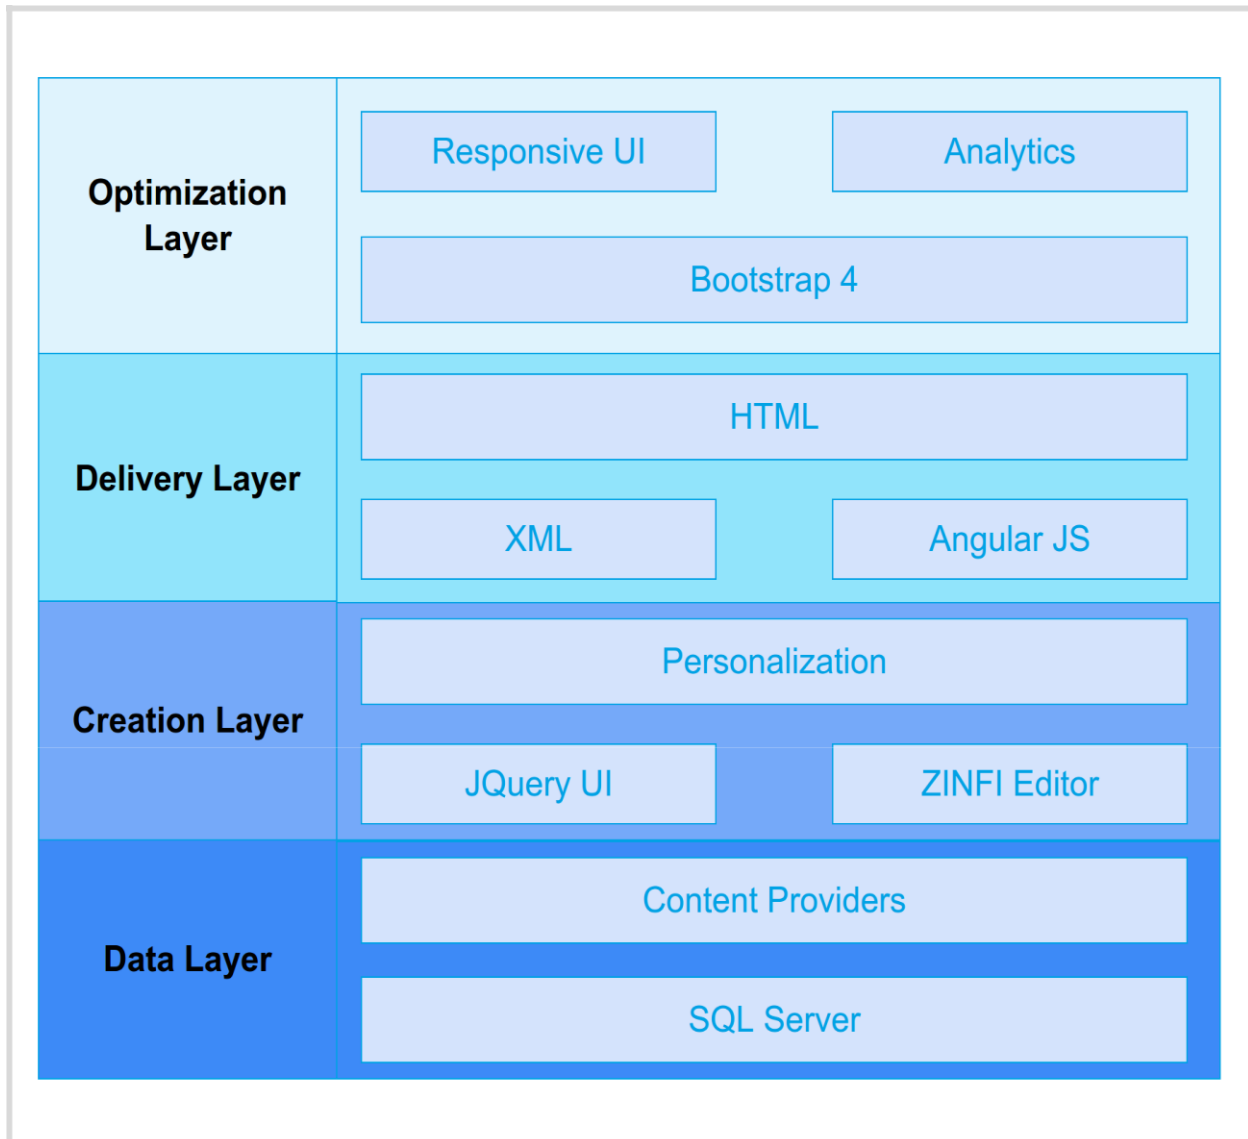 Optimization
Layer
Responsive UI
Analytics
Bootstrap 4
Delivery Layer
HTML
XML
Angular JS
Creation Layer
Personalization
JQuery UI
ZINFI Editor
Data Layer
Content Providers
SQL Server